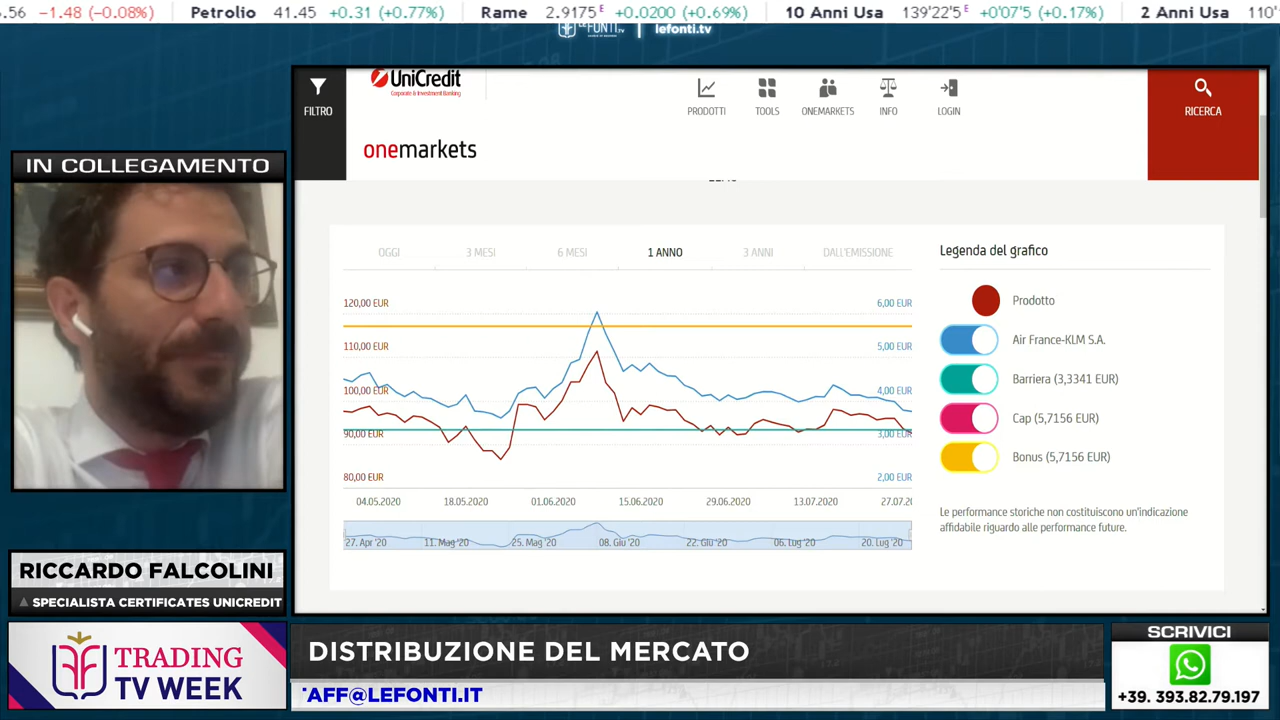 .56 -1.48 (-0.08%) Petrolio 41.45 +0.31 (+0.77%) Rame 2.9175 E +0.0200 (+0.69%) 10 Anni Usa 139'22'5 E +0'07'5 (+0.17%) 2 Anni Usa 110'
LE FONTI.TV | lefonti.tv
FILTRO
UniCredit
Corporate & Investment Banking
PRODOTTI TOOLS ONEMARKETS INFO LOGIN
RICERCA
onemarkets
IN COLLEGAMENTO
OGGI 3 MESI 6 MESI 1 ANNO 3 ANNI DALL'EMISSIONE
120,00 EUR 6,00 EUR
110,00 EUR 5,00 EUR
100,00 EUR 4,00 EUR
90,00 EUR 3,00 EUR
80,00 EUR 2,00 EUR
04.05.2020 18.05.2020 01.06.2020 15.06.2020 29.06.2020 13.07.2020 27.07.20
27. Apr '20 11. Mag '20 25. Mag '20 08. Giu '20 22. Giu '20 06. Lug '20 20. Lug '20
Legenda del grafico
Prodotto
Air France-KLM S.A.
Barriera (3,3341 EUR)
Cap (5,7156 EUR)
Bonus (5,7156 EUR)
Le performance storiche non costituiscono un'indicazione
affidabile riguardo alle performance future.
RICCARDO FALCOLINI
SPECIALISTA CERTIFICATES UNICREDIT
TRADING
TV WEEK
DISTRIBUZIONE DEL MERCATO
AFF@LEFONTI.IT
SCRIVICI
+39. 393.82.79.197